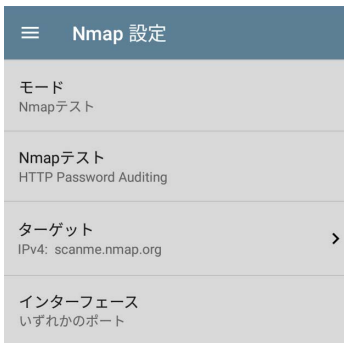 Nmap 設定
モード
Nmapテスト
Nmapテスト
HTTP Password Auditing
ターゲット
IPv4: scanme.nmap.org
インターフェース
いずれかのポート